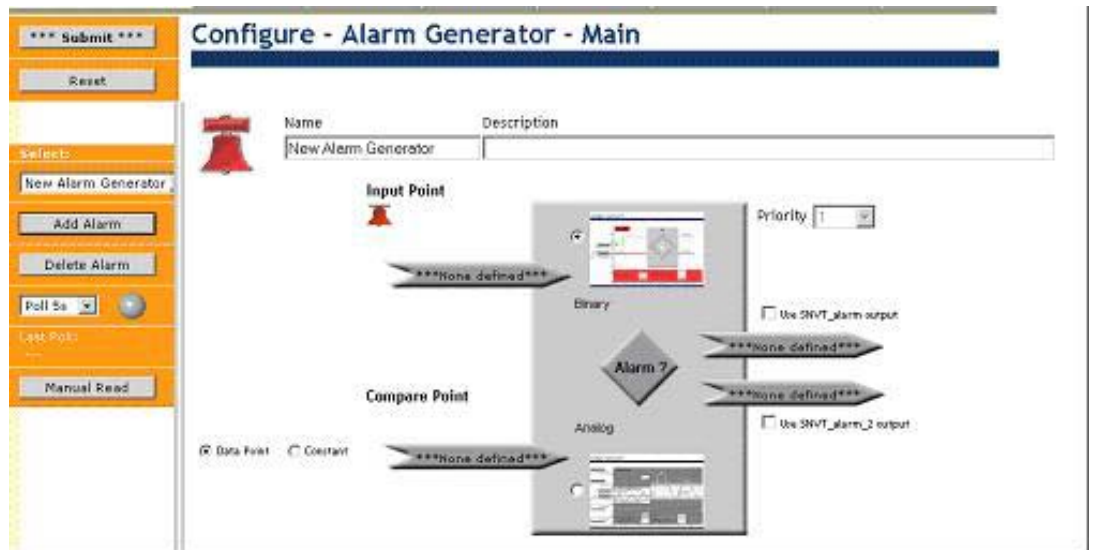 *** Submit ***
Reset
Configure - Alarm Generator - Main
Name
Description
New Alarm Generator
Select:
New Alarm Generator
Add Alarm
Delete Alarm
Poll 5s
Last Poll:
---
Manual Read
Input Point
***None defined***
Binary
Priority 1
Use SNVT_alarm output
***None defined***
Alarm ?
***None defined***
Use SNVT_alarm_2 output
Compare Point
Data Point
Constant
***None defined***
Analog